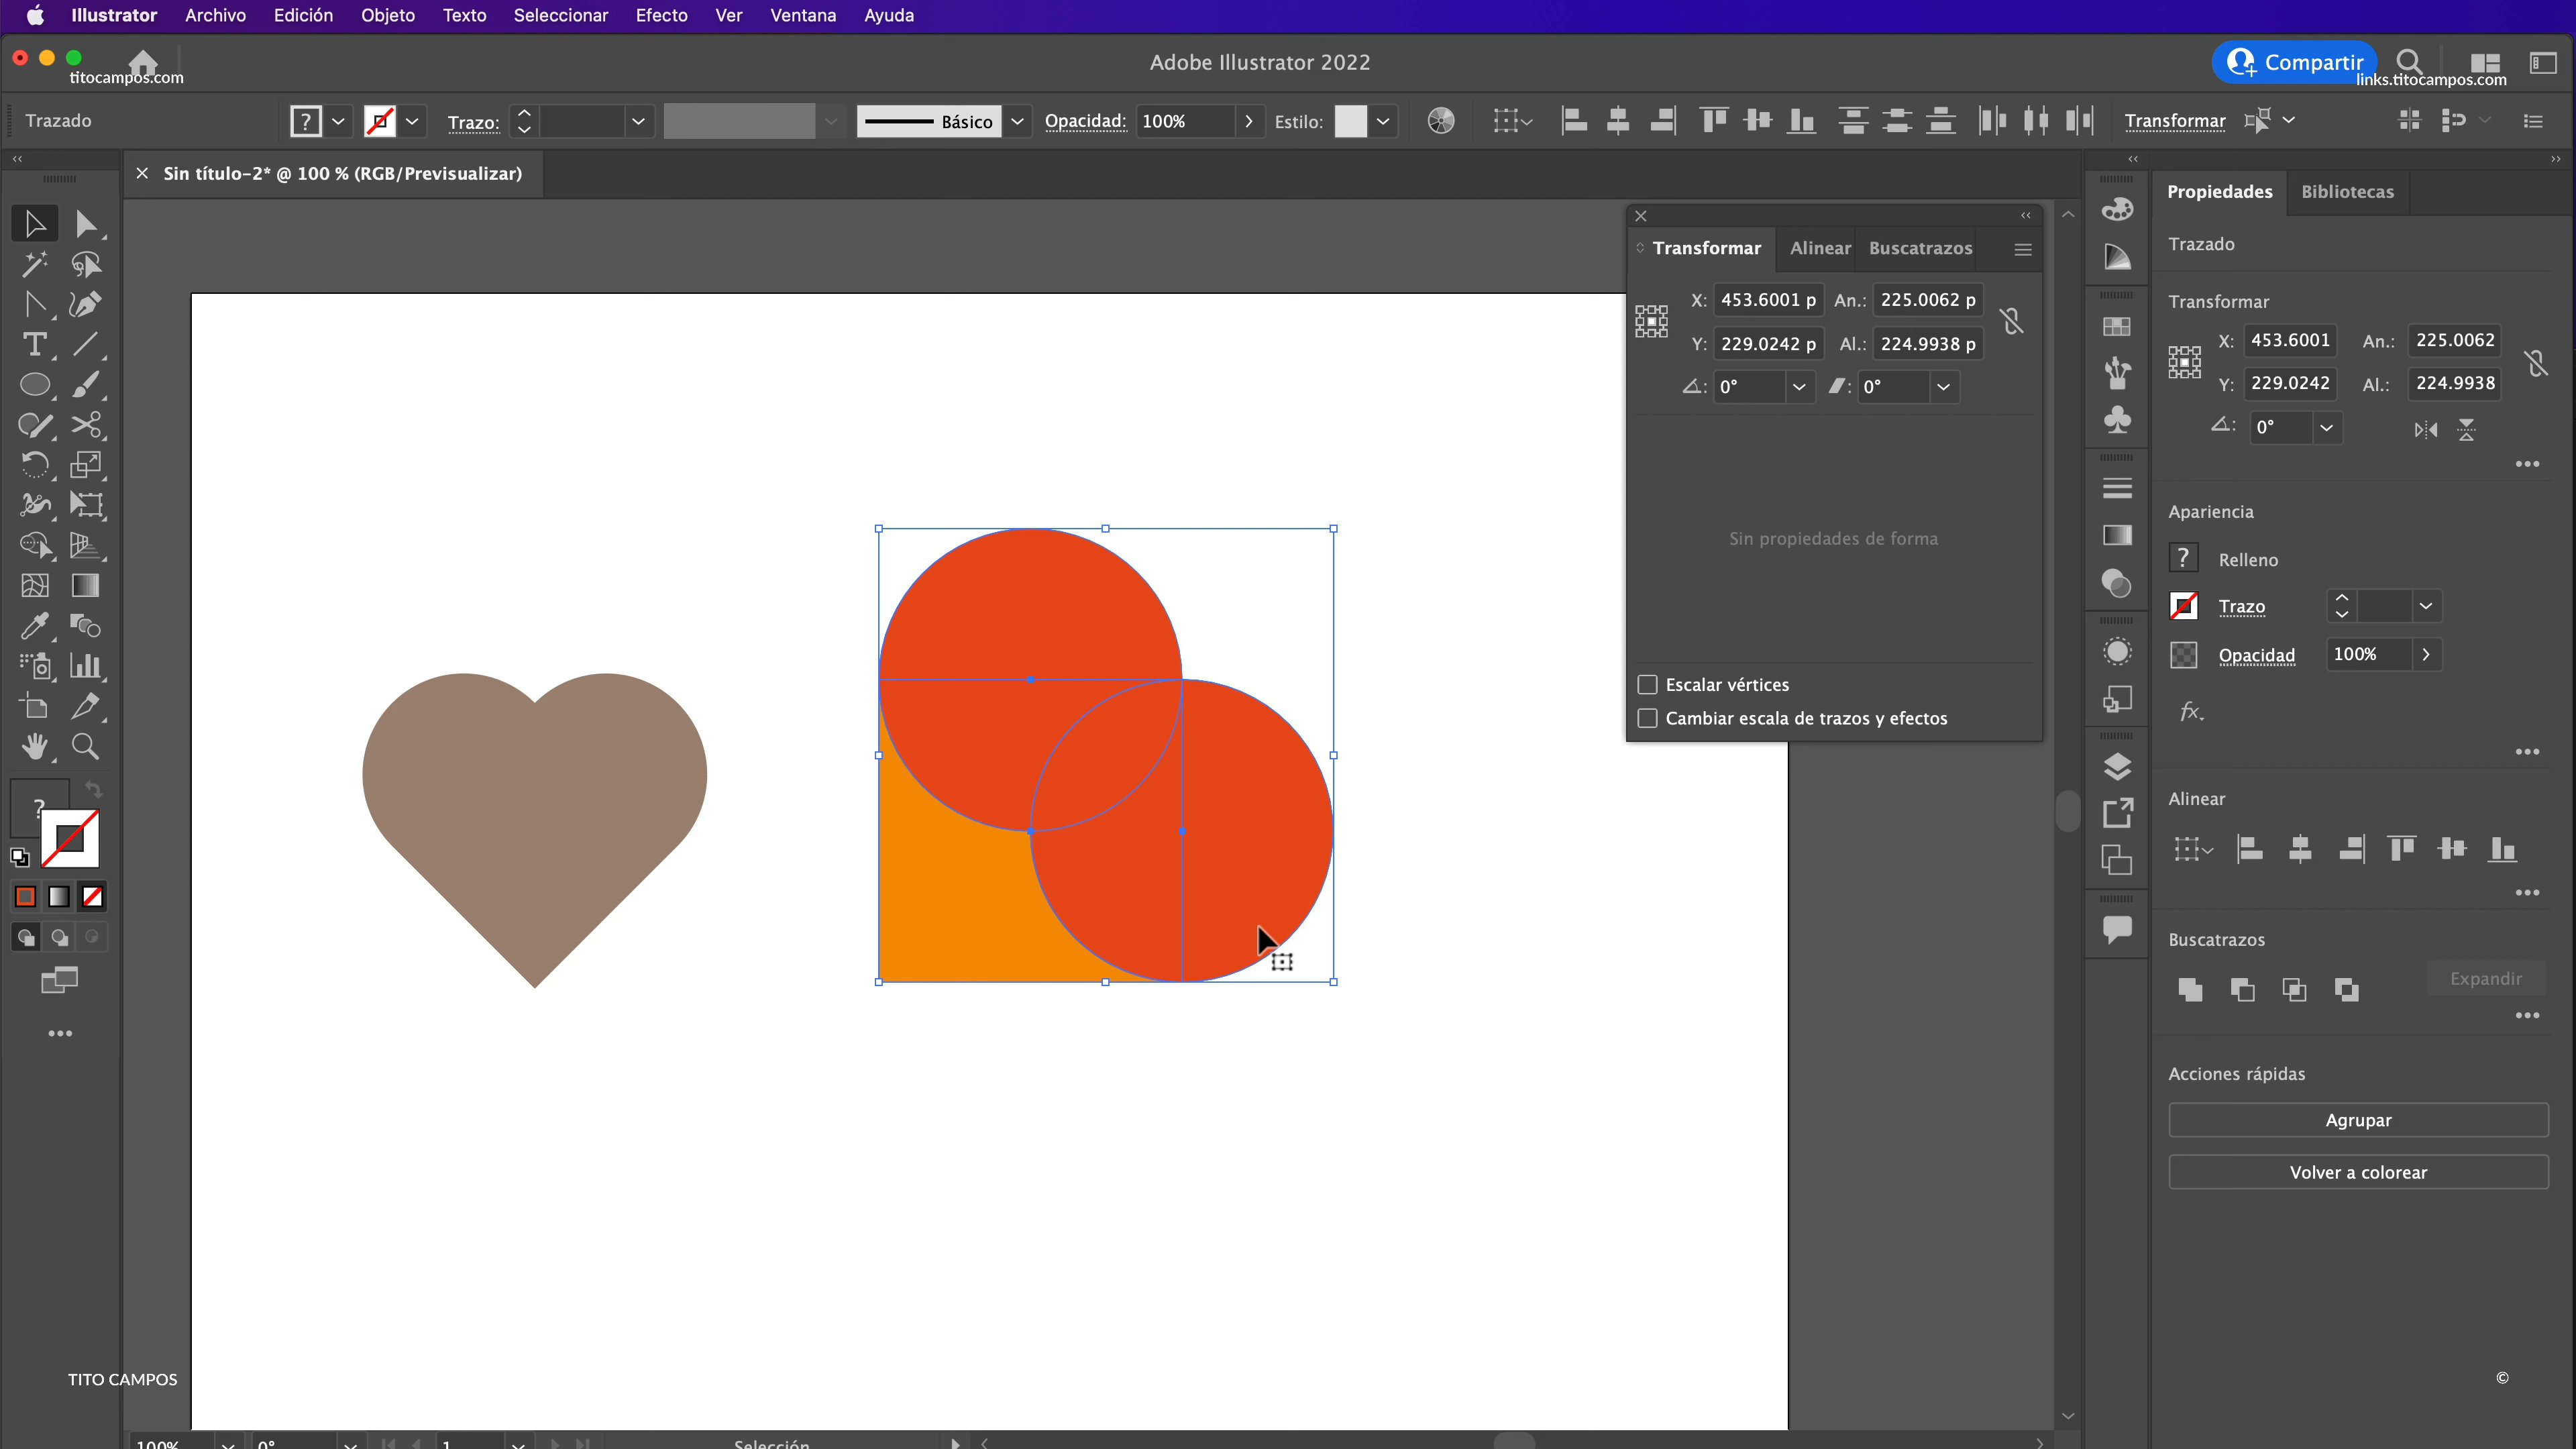 Illustrator Archivo Edición Objeto Texto Seleccionar Efecto Ver Ventana Ayuda
titocampos.com
Adobe Illustrator 2022
Compartir
links.titocampos.com
Trazado
?
Trazo:
Básico
Opacidad: 100%
Estilo:
Transformar
× Sin título-2* @ 100 % (RGB/Previsualizar)
Transformar Alinear Buscatrazos
X: 453.6001 p An.: 225.0062 p
Y: 229.0242 p Al.: 224.9938 p
0° 0°
Sin propiedades de forma
Escalar vértices
Cambiar escala de trazos y efectos
Propiedades Bibliotecas
Trazado
Transformar
X: 453.6001 An.: 225.0062
Y: 229.0242 Al.: 224.9938
0°
Apariencia
? Relleno
Trazo
Opacidad 100%
fx.
Alinear
Buscatrazos
Expandir
Acciones rápidas
Agrupar
Volver a colorear
?
TITO CAMPOS
©
100% 0° 1 Selección